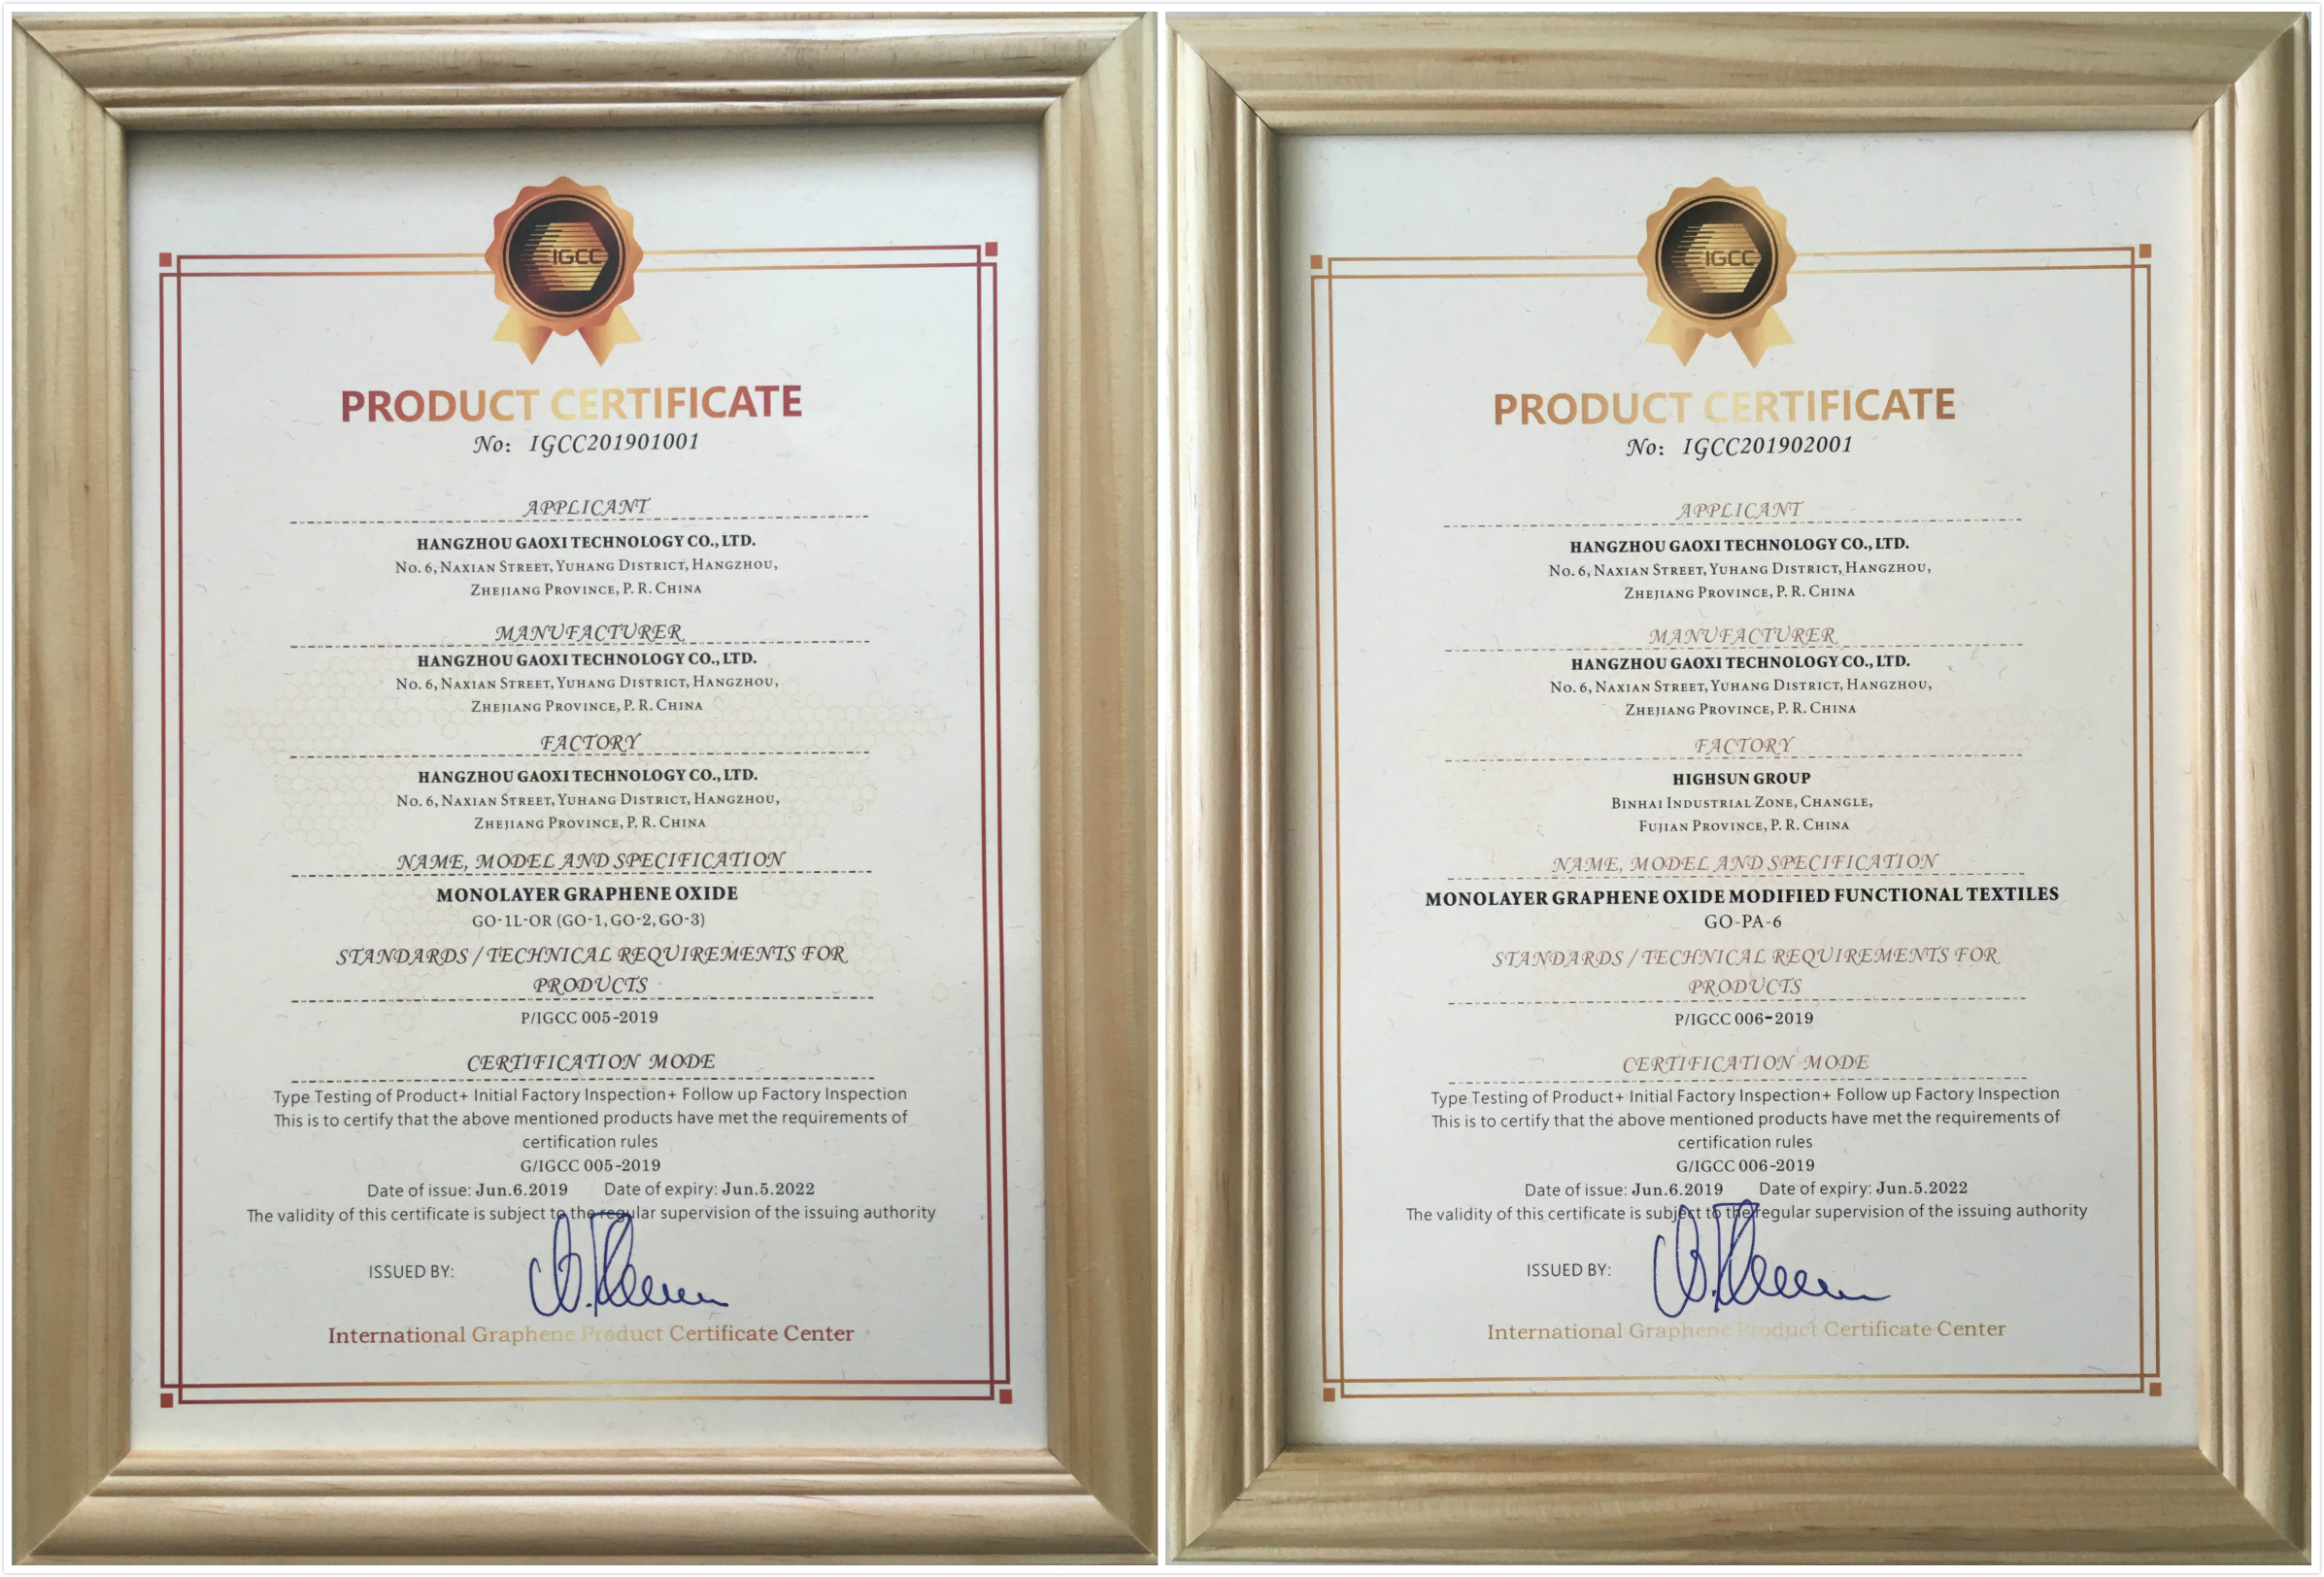 IGCC
PRODUCT CERTIFICATE
No: IGCC201901001
APPLICANT
HANGZHOU GAOXI TECHNOLOGY CO., LTD.
No. 6, Naxian Street, Yuhang District, Hangzhou,
Zhejiang Province, P. R. China
MANUFACTURER
HANGZHOU GAOXI TECHNOLOGY CO., LTD.
No. 6, Naxian Street, Yuhang District, Hangzhou,
Zhejiang Province, P. R. China
FACTORY
HANGZHOU GAOXI TECHNOLOGY CO., LTD.
No. 6, Naxian Street, Yuhang District, Hangzhou,
Zhejiang Province, P. R. China
NAME, MODEL AND SPECIFICATION
MONOLAYER GRAPHENE OXIDE
GO-1L-OR (GO-1, GO-2, GO-3)
STANDARDS / TECHNICAL REQUIREMENTS FOR
PRODUCTS
P/IGCC 005-2019
CERTIFICATION MODE
Type Testing of Product+ Initial Factory Inspection+ Follow up Factory Inspection
This is to certify that the above mentioned products have met the requirements of
certification rules
G/IGCC 005-2019
Date of issue: Jun.6.2019 Date of expiry: Jun.5.2022
The validity of this certificate is subject to the regular supervision of the issuing authority
ISSUED BY:
International Graphene Product Certificate Center
IGCC
PRODUCT CERTIFICATE
No: IGCC201902001
APPLICANT
HANGZHOU GAOXI TECHNOLOGY CO., LTD.
No. 6, Naxian Street, Yuhang District, Hangzhou,
Zhejiang Province, P. R. China
MANUFACTURER
HANGZHOU GAOXI TECHNOLOGY CO., LTD.
No. 6, Naxian Street, Yuhang District, Hangzhou,
Zhejiang Province, P. R. China
FACTORY
HIGHSUN GROUP
Binhai Industrial Zone, Changle,
Fujian Province, P. R. China
NAME, MODEL AND SPECIFICATION
MONOLAYER GRAPHENE OXIDE MODIFIED FUNCTIONAL TEXTILES
GO-PA-6
STANDARDS / TECHNICAL REQUIREMENTS FOR
PRODUCTS
P/IGCC 006-2019
CERTIFICATION MODE
Type Testing of Product+ Initial Factory Inspection+ Follow up Factory Inspection
This is to certify that the above mentioned products have met the requirements of
certification rules
G/IGCC 006-2019
Date of issue: Jun.6.2019 Date of expiry: Jun.5.2022
The validity of this certificate is subject to the regular supervision of the issuing authority
ISSUED BY:
International Graphene Product Certificate Center